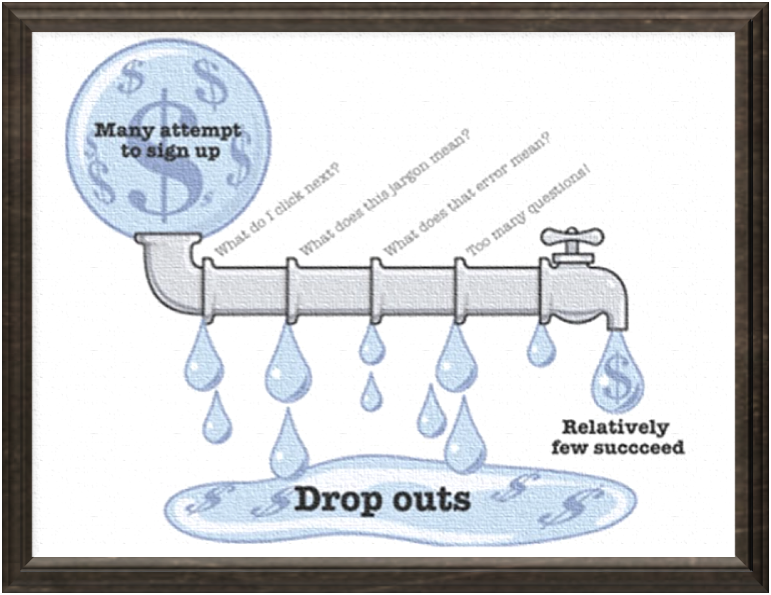 Many attempt
to sign up
What do I click next?
What does this jargon mean?
What does that error mean?
Too many questions!
Relatively
few succceed
Drop outs